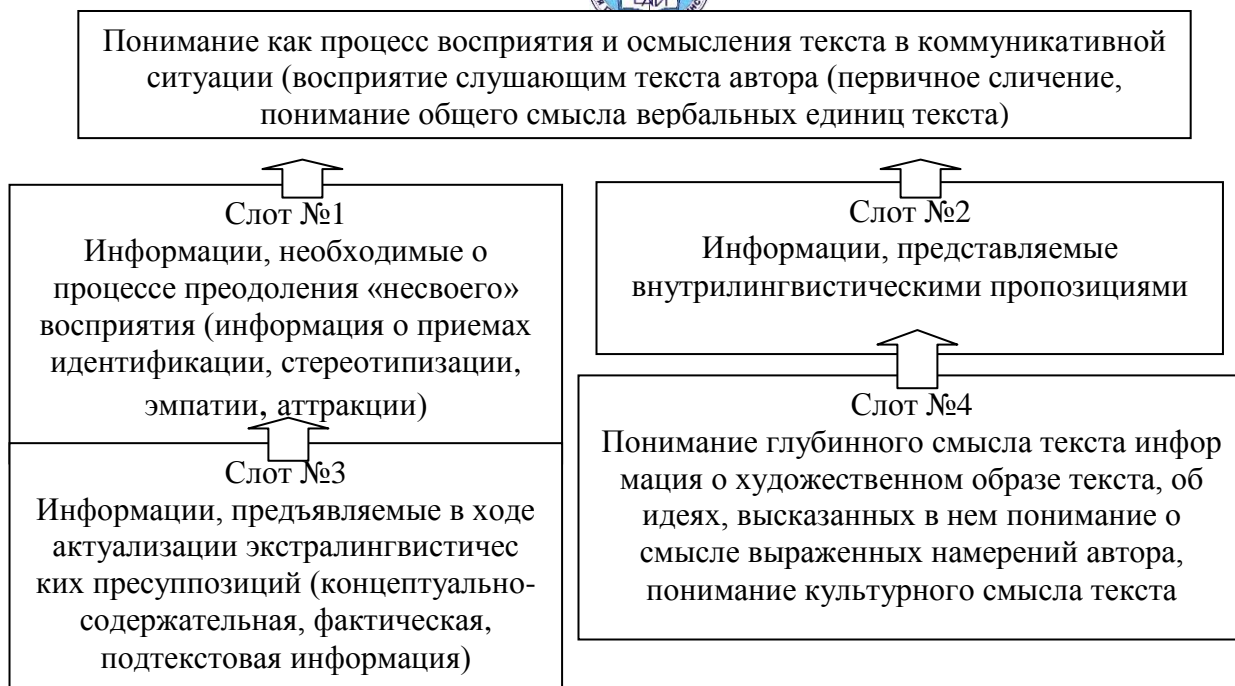 Понимание как процесс восприятия и осмысления текста в коммуникативной
ситуации (восприятие слушающим текста автора (первичное сличение,
понимание общего смысла вербальных единиц текста)
Слот №1
Информации, необходимые о
процессе преодоления «несвоего»
восприятия (информация о приемах
идентификации, стереотипизации,
эмпатии, аттракции)
Слот №2
Информации, представляемые
внутрилингвистическими пропозициями
Слот №3
Информации, предъявляемые в ходе
актуализации экстралингвистичес
ких пресуппозиций (концептуально-
содержательная, фактическая,
подтекстовая информация)
Слот №4
Понимание глубинного смысла текста инфор
мация о художественном образе текста, об
идеях, высказанных в нем понимание о
смысле выраженных намерений автора,
понимание культурного смысла текста